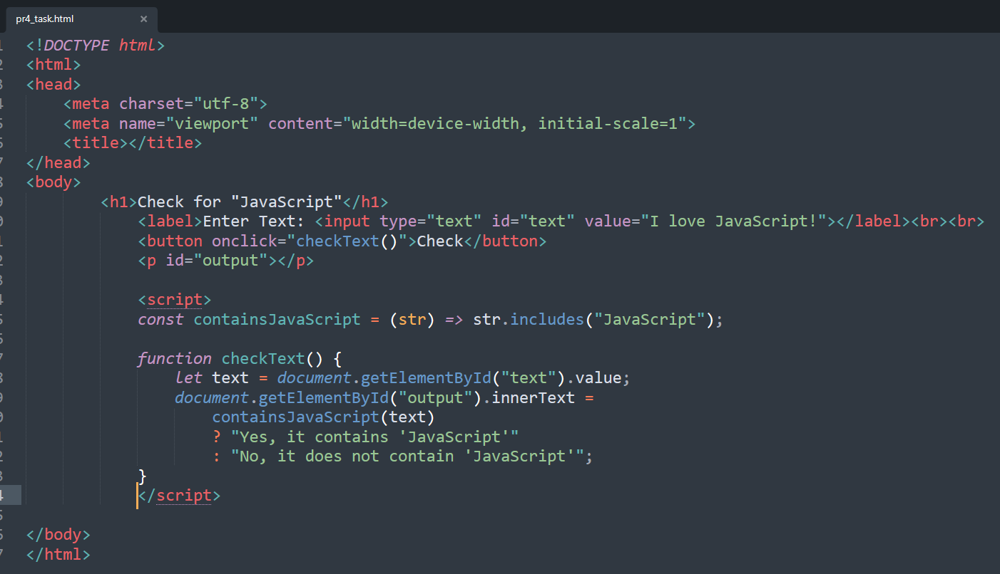 pr4_task.html ×
<!DOCTYPE html>
<html>
<head>
    <meta charset="utf-8">
    <meta name="viewport" content="width=device-width, initial-scale=1">
    <title></title>
</head>
<body>
        <h1>Check for "JavaScript"</h1>
            <label>Enter Text: <input type="text" id="text" value="I love JavaScript!"></label><br><br>
            <button onclick="checkText()">Check</button>
            <p id="output"></p>

            <script>
            const containsJavaScript = (str) => str.includes("JavaScript");

            function checkText() {
                let text = document.getElementById("text").value;
                document.getElementById("output").innerText =
                    containsJavaScript(text)
                    ? "Yes, it contains 'JavaScript'"
                    : "No, it does not contain 'JavaScript'";
            }
            </script>

</body>
</html>